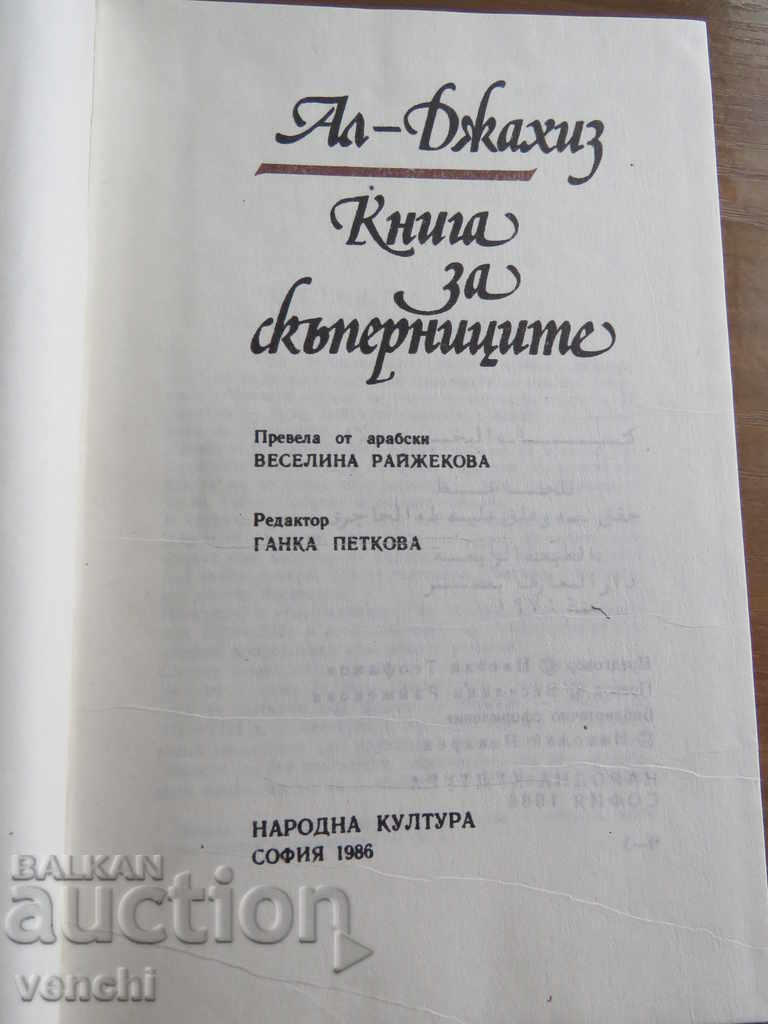 Ал-Джахиз
Книга
за
скъперниците
Превела от арабски
ВЕСЕЛИНА РАЙЖЕКОВА
Редактор
ГАНКА ПЕТКОВА
НАРОДНА КУЛТУРА
СОФИЯ 1986
BALKAN
auction
venchi